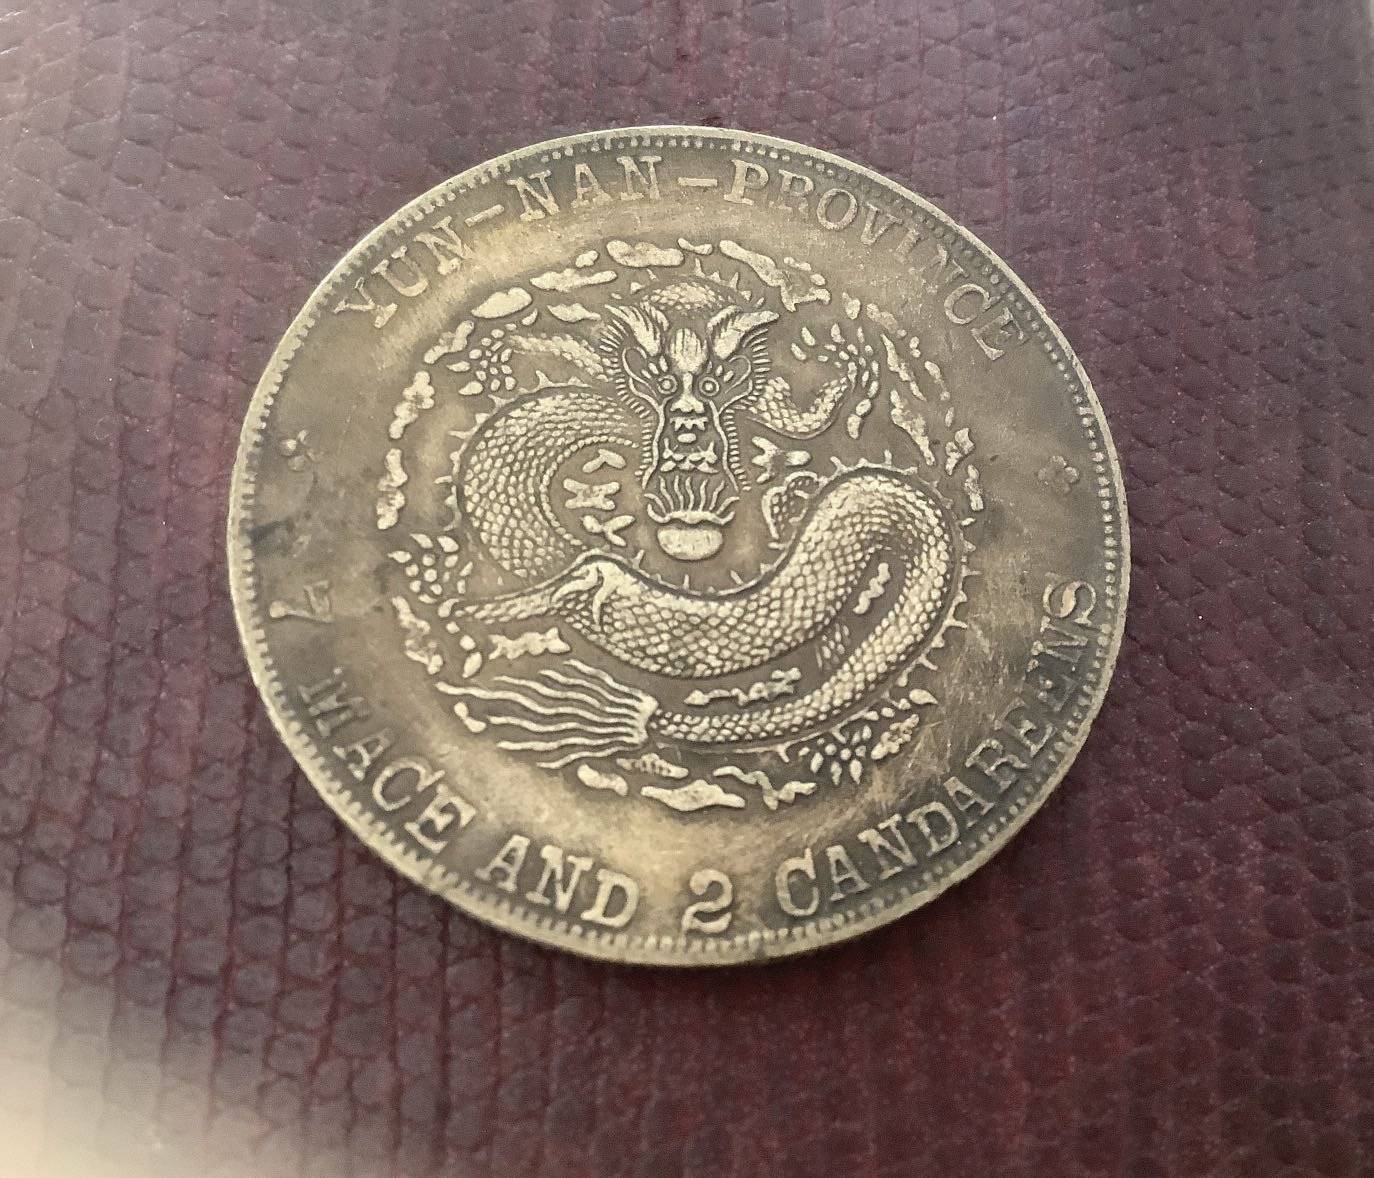 YUN-NAN-PROVINCE
7 MACE AND 2 CANDAREENS